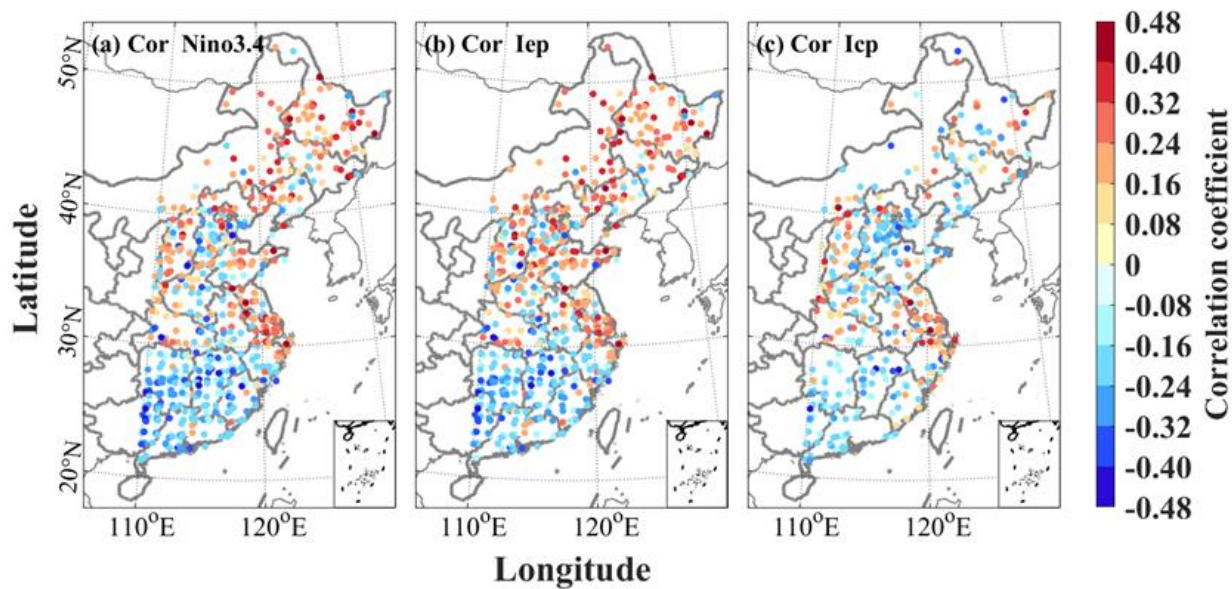 (a) Cor Nino3.4
(b) Cor Iep
(c) Cor Icp
50°N
40°N
30°N
20°N
Latitude
110°E 120°E
110°E 120°E
110°E 120°E
Longitude
0.48
0.40
0.32
0.24
0.16
0.08
0
-0.08
-0.16
-0.24
-0.32
-0.40
-0.48
Correlation coefficient